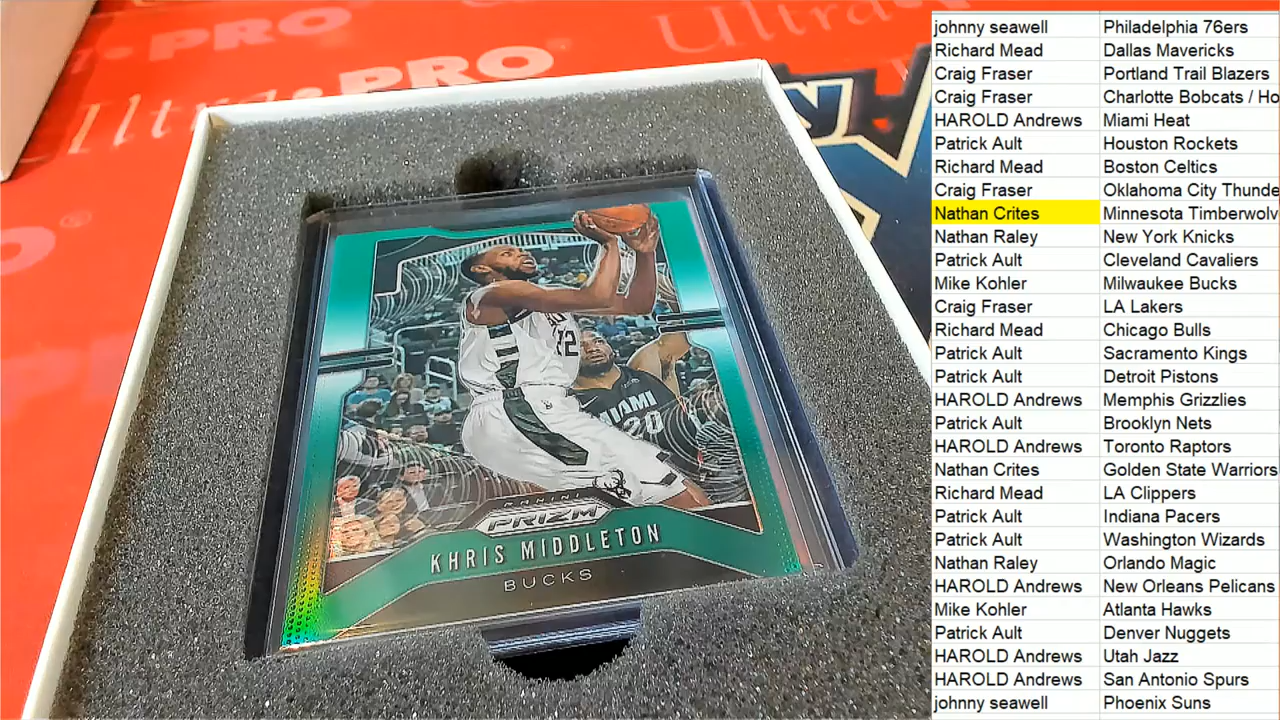 Ultra PRO
Ultra
Ultra PRO
johnny seawell Philadelphia 76ers
Richard Mead Dallas Mavericks
Craig Fraser Portland Trail Blazers
Craig Fraser Charlotte Bobcats / Ho
HAROLD Andrews Miami Heat
Patrick Ault Houston Rockets
Richard Mead Boston Celtics
Craig Fraser Oklahoma City Thunde
Nathan Crites Minnesota Timberwolv
Nathan Raley New York Knicks
Patrick Ault Cleveland Cavaliers
Mike Kohler Milwaukee Bucks
Craig Fraser LA Lakers
Richard Mead Chicago Bulls
Patrick Ault Sacramento Kings
Patrick Ault Detroit Pistons
HAROLD Andrews Memphis Grizzlies
Patrick Ault Brooklyn Nets
HAROLD Andrews Toronto Raptors
Nathan Crites Golden State Warriors
Richard Mead LA Clippers
Patrick Ault Indiana Pacers
Patrick Ault Washington Wizards
Nathan Raley Orlando Magic
HAROLD Andrews New Orleans Pelicans
Mike Kohler Atlanta Hawks
Patrick Ault Denver Nuggets
HAROLD Andrews Utah Jazz
HAROLD Andrews San Antonio Spurs
johnny seawell Phoenix Suns
22
MIAMI
20
PANINI
PRIZM
KHRIS MIDDLETON
BUCKS